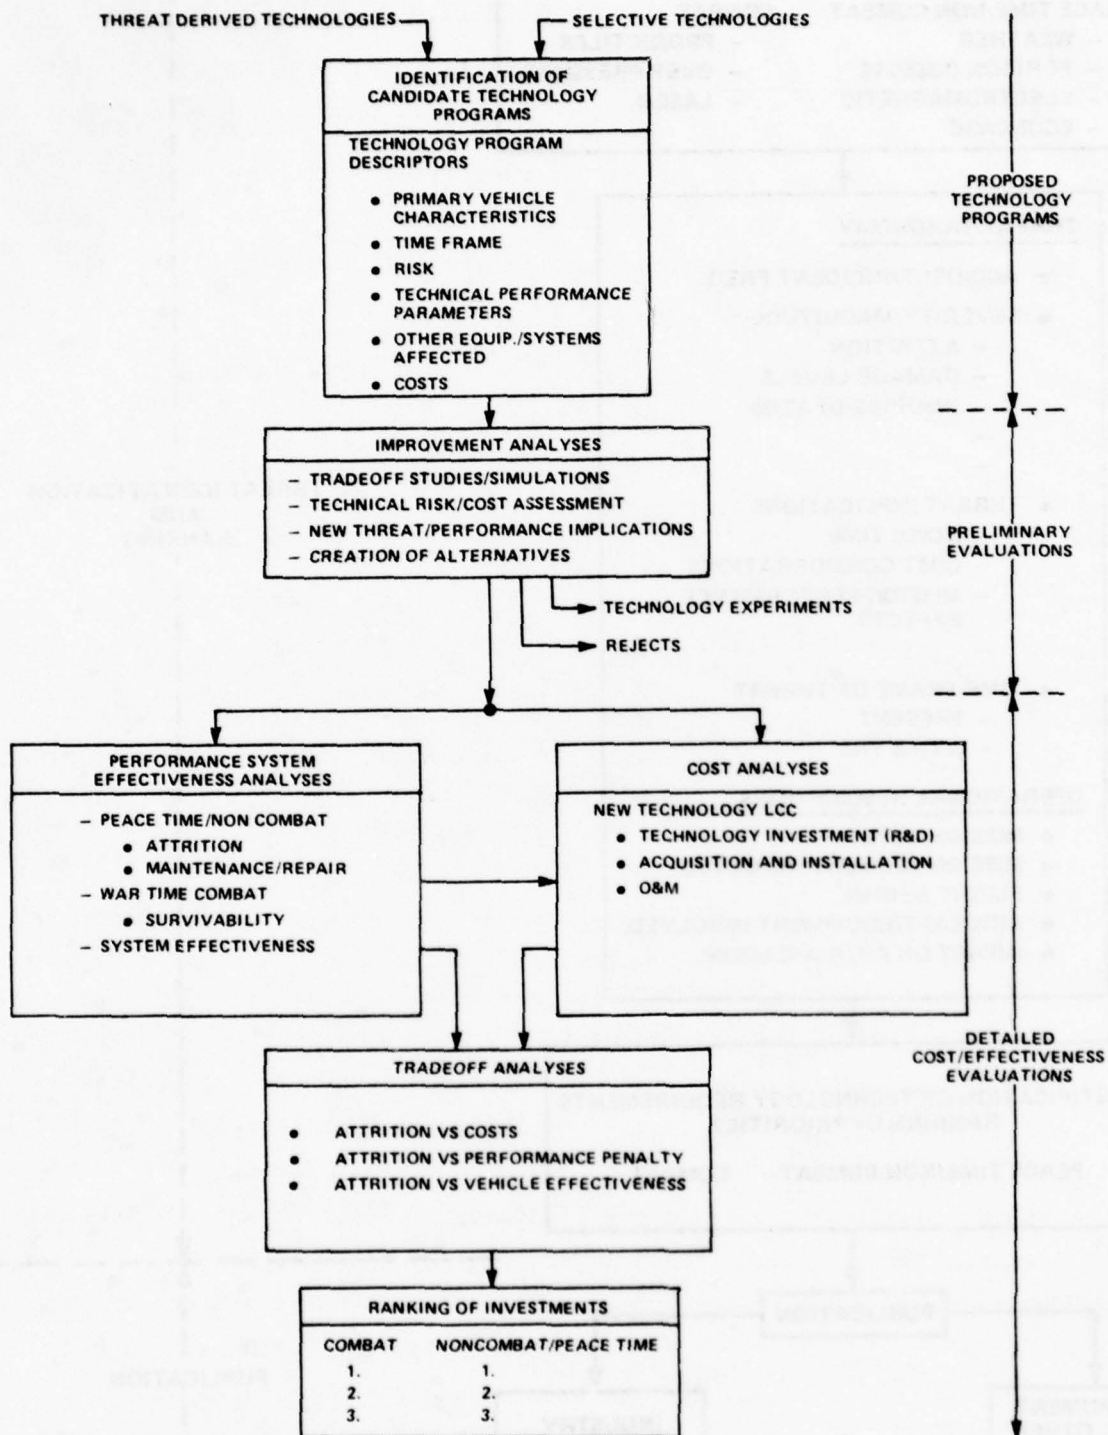 THREAT DERIVED TECHNOLOGIES
SELECTIVE TECHNOLOGIES
IDENTIFICATION OF
CANDIDATE TECHNOLOGY
PROGRAMS
TECHNOLOGY PROGRAM
DESCRIPTORS
● PRIMARY VEHICLE
CHARACTERISTICS
● TIME FRAME
● RISK
● TECHNICAL PERFORMANCE
PARAMETERS
● OTHER EQUIP./SYSTEMS
AFFECTED
● COSTS
PROPOSED
TECHNOLOGY
PROGRAMS
IMPROVEMENT ANALYSES
– TRADEOFF STUDIES/SIMULATIONS
– TECHNICAL RISK/COST ASSESSMENT
– NEW THREAT/PERFORMANCE IMPLICATIONS
– CREATION OF ALTERNATIVES
TECHNOLOGY EXPERIMENTS
REJECTS
PRELIMINARY
EVALUATIONS
PERFORMANCE SYSTEM
EFFECTIVENESS ANALYSES
– PEACE TIME/NON COMBAT
● ATTRITION
● MAINTENANCE/REPAIR
– WAR TIME COMBAT
● SURVIVABILITY
– SYSTEM EFFECTIVENESS
COST ANALYSES
NEW TECHNOLOGY LCC
● TECHNOLOGY INVESTMENT (R&D)
● ACQUISITION AND INSTALLATION
● O&M
DETAILED
COST/EFFECTIVENESS
EVALUATIONS
TRADEOFF ANALYSES
● ATTRITION VS COSTS
● ATTRITION VS PERFORMANCE PENALTY
● ATTRITION VS VEHICLE EFFECTIVENESS
RANKING OF INVESTMENTS
COMBAT NONCOMBAT/PEACE TIME
1. 1.
2. 2.
3. 3.